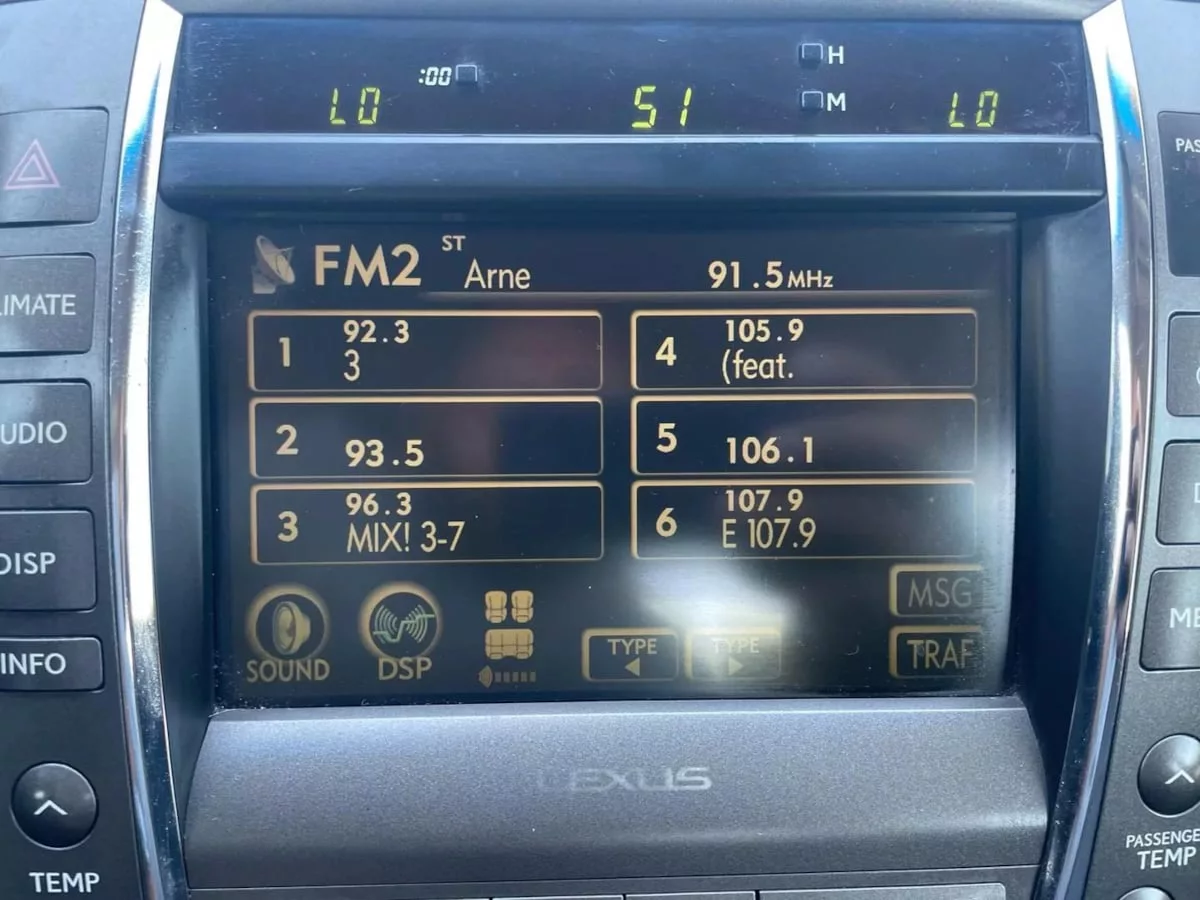 :00 H
LO 51 M LO
PAS
FM2 ST Arne 91.5MHz
1 92.3
3
4 105.9
(feat.
2 93.5
5 106.1
3 96.3
MIX! 3-7
6 107.9
E 107.9
IMATE
UDIO
DISP
INFO
ME
MSG
TYPE TYPE
SOUND DSP TRAF
LEXUS
TEMP
PASSENGE
TEMP